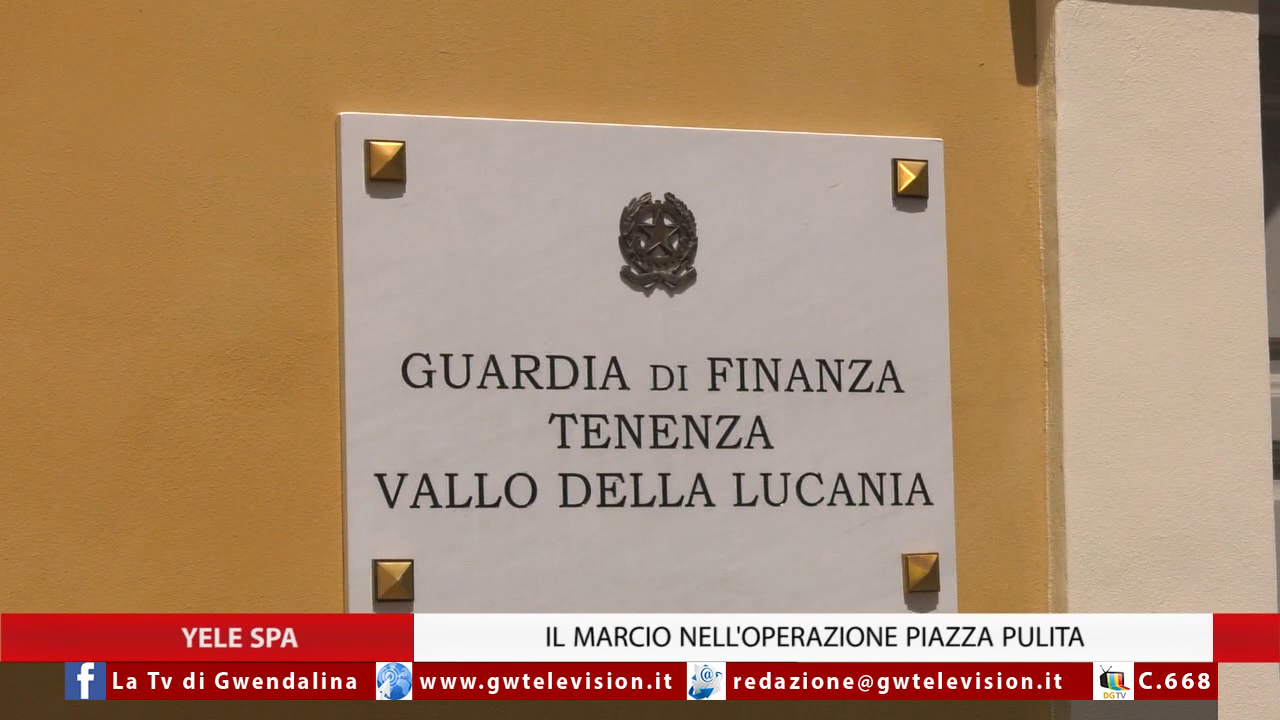 GUARDIA DI FINANZA
TENENZA
VALLO DELLA LUCANIA
YELE SPA IL MARCIO NELL'OPERAZIONE PIAZZA PULITA
f La Tv di Gwendalina www.gwtelevision.it redazione@gwtelevision.it DGTV C.668